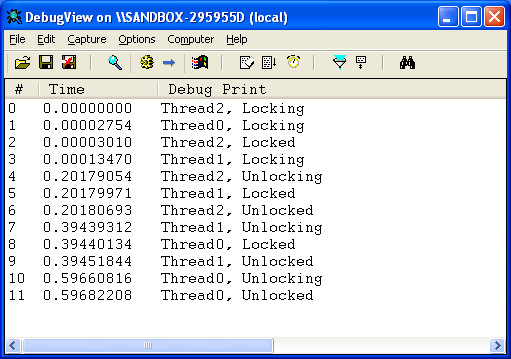 DebugView on \\SANDBOX-295955D (local)
File Edit Capture Options Computer Help
# Time Debug Print
0 0.00000000 Thread2, Locking
1 0.00002754 Thread0, Locking
2 0.00003010 Thread2, Locked
3 0.00013470 Thread1, Locking
4 0.20179054 Thread2, Unlocking
5 0.20179971 Thread1, Locked
6 0.20180693 Thread2, Unlocked
7 0.39439312 Thread1, Unlocking
8 0.39440134 Thread0, Locked
9 0.39451844 Thread1, Unlocked
10 0.59660816 Thread0, Unlocking
11 0.59682208 Thread0, Unlocked